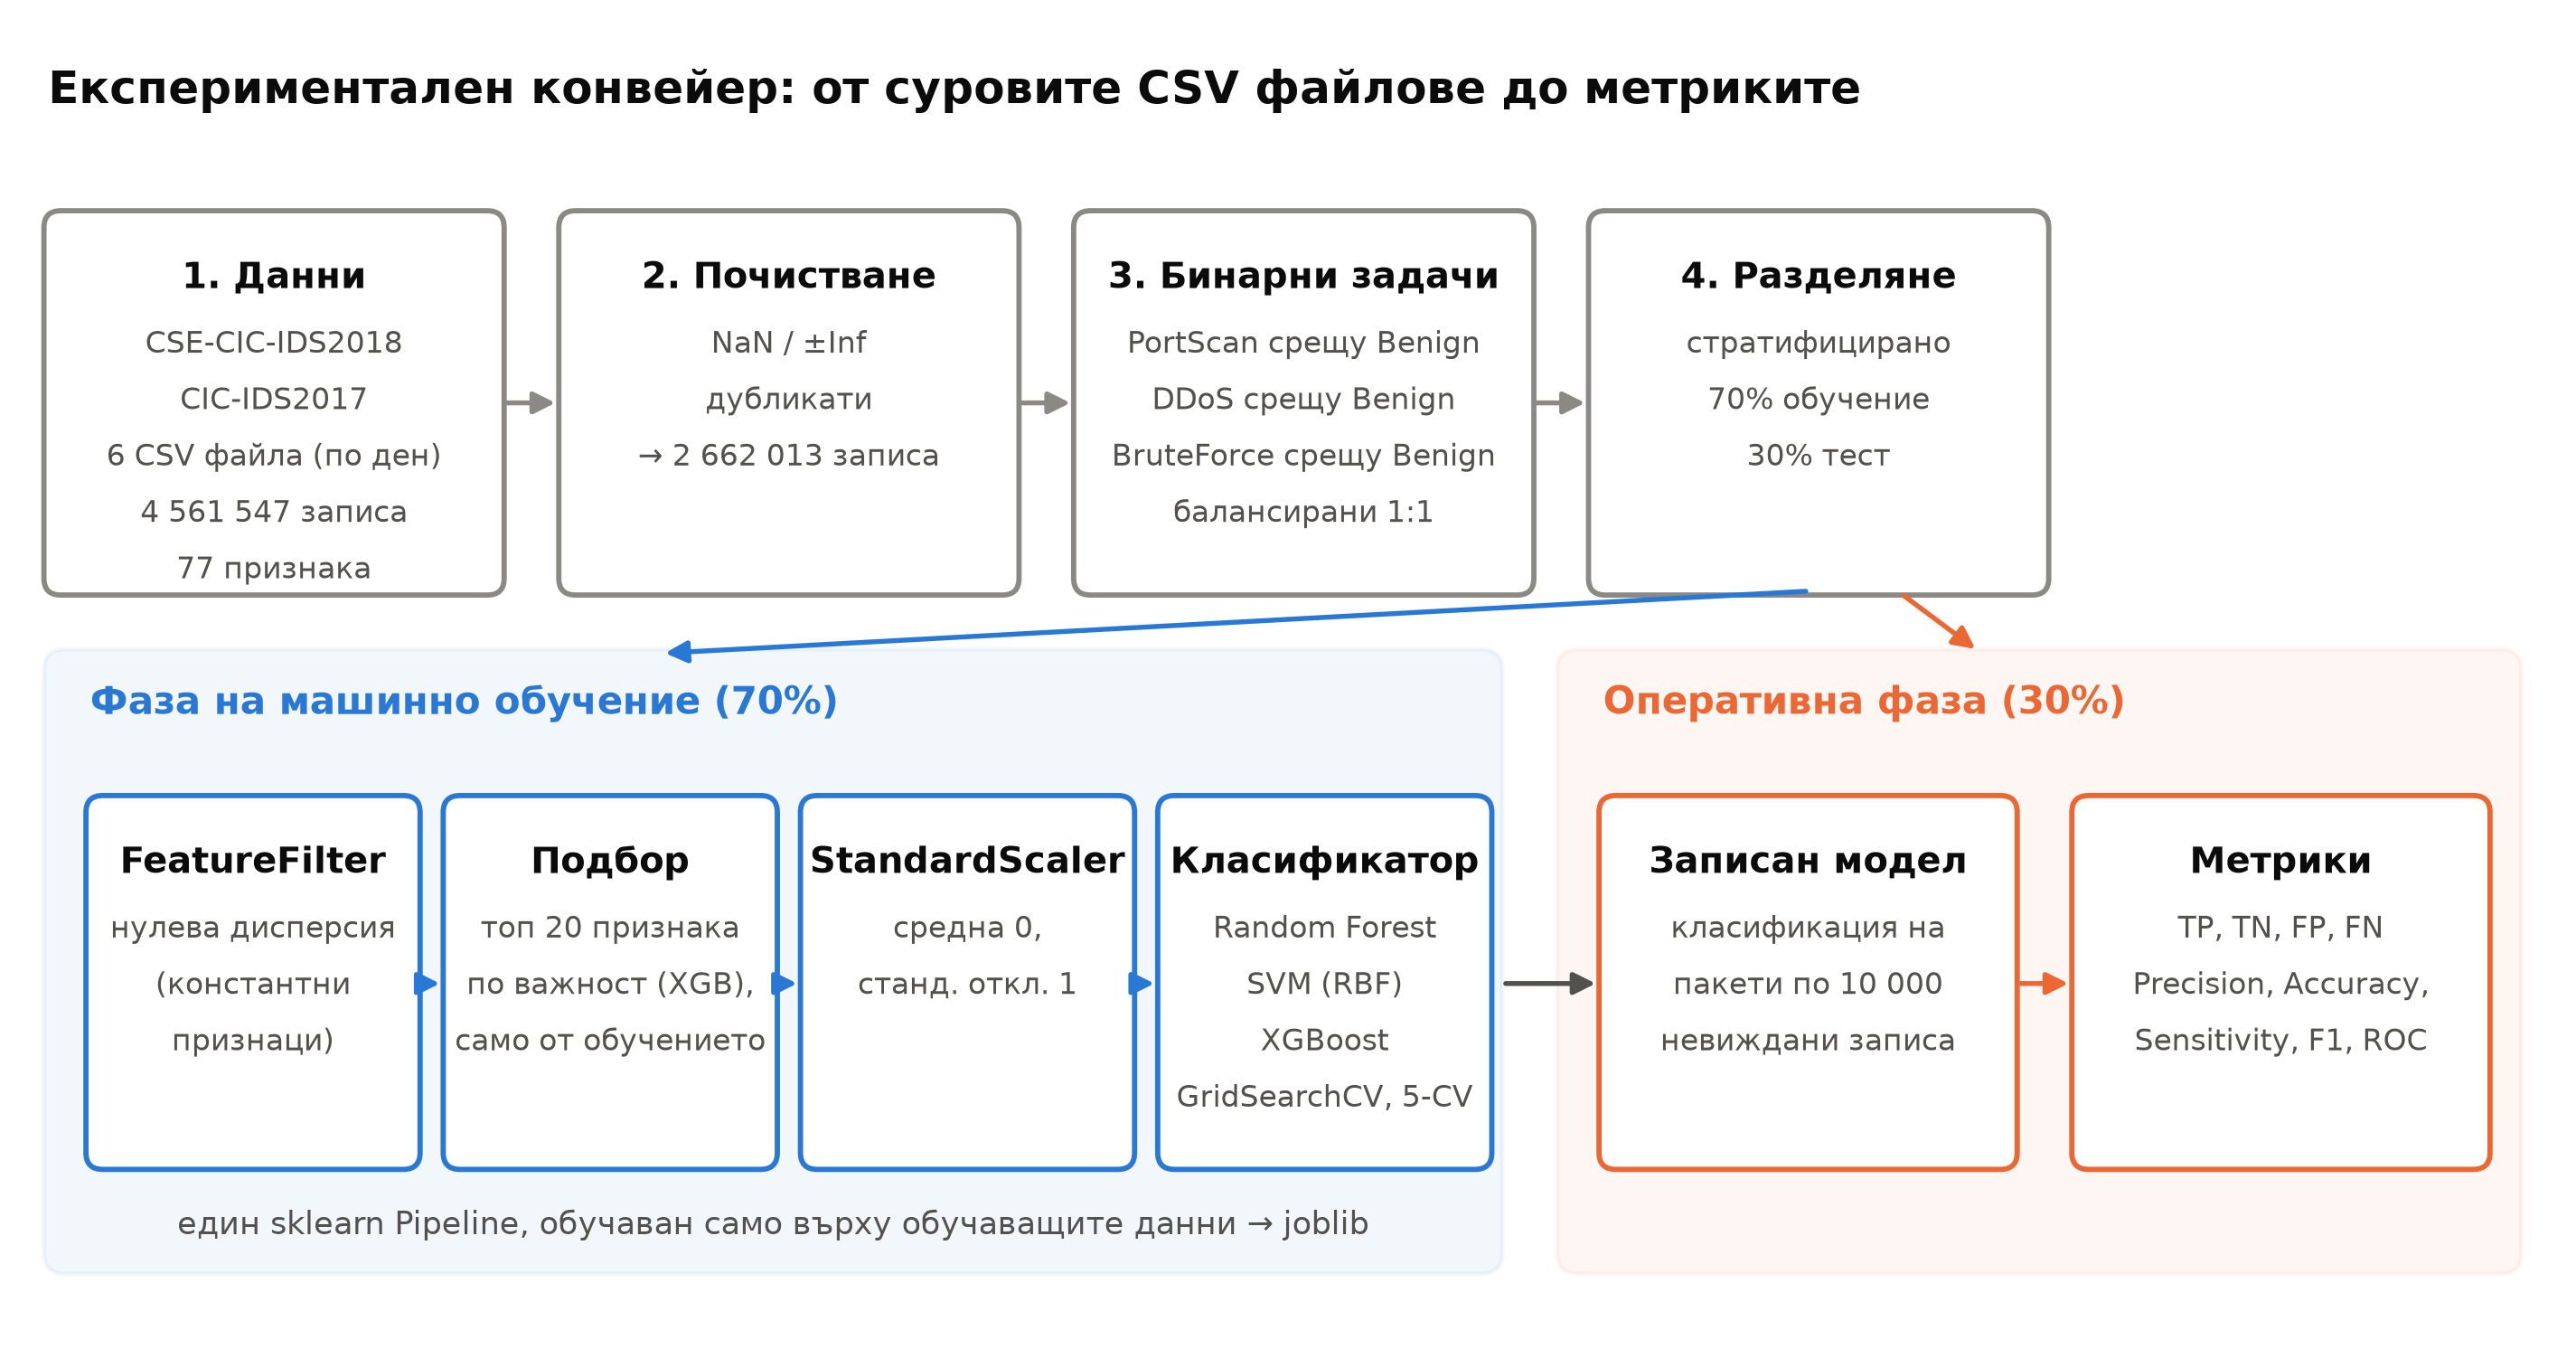 Експериментален конвейер: от суровите CSV файлове до метриките
1. Данни
CSE-CIC-IDS2018
CIC-IDS2017
6 CSV файла (по ден)
4 561 547 записа
77 признака
2. Почистване
NaN / ±Inf
дубликати
→ 2 662 013 записа
3. Бинарни задачи
PortScan срещу Benign
DDoS срещу Benign
BruteForce срещу Benign
балансирани 1:1
4. Разделяне
стратифицирано
70% обучение
30% тест
Фаза на машинно обучение (70%)
FeatureFilter
нулева дисперсия
(константни
признаци)
Подбор
топ 20 признака
по важност (XGB),
само от обучението
StandardScaler
средна 0,
станд. откл. 1
Класификатор
Random Forest
SVM (RBF)
XGBoost
GridSearchCV, 5-CV
един sklearn Pipeline, обучаван само върху обучаващите данни → joblib
Оперативна фаза (30%)
Записан модел
класификация на
пакети по 10 000
невиждани записа
Метрики
TP, TN, FP, FN
Precision, Accuracy,
Sensitivity, F1, ROC